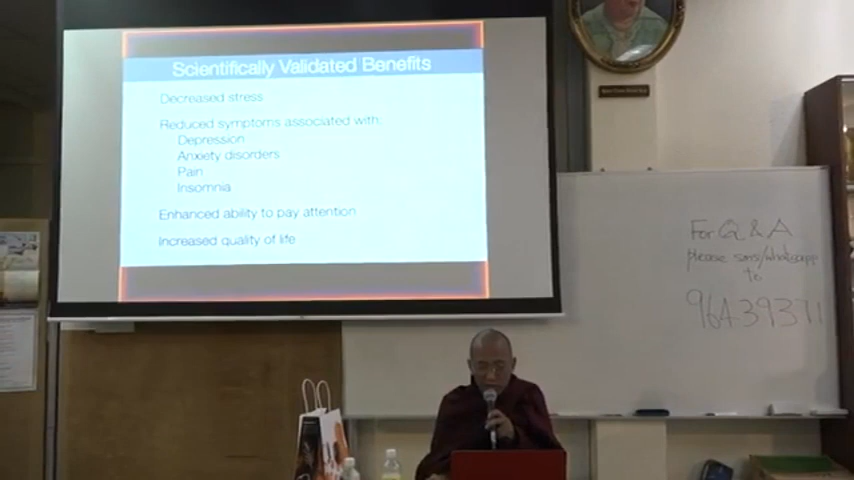 Scientifically Validated Benefits
Decreased stress
Reduced symptoms associated with:
Depression
Anxiety disorders
Pain
Insomnia
Enhanced ability to pay attention
Increased quality of life
For Q & A
please sms/whatsapp
to
96439371